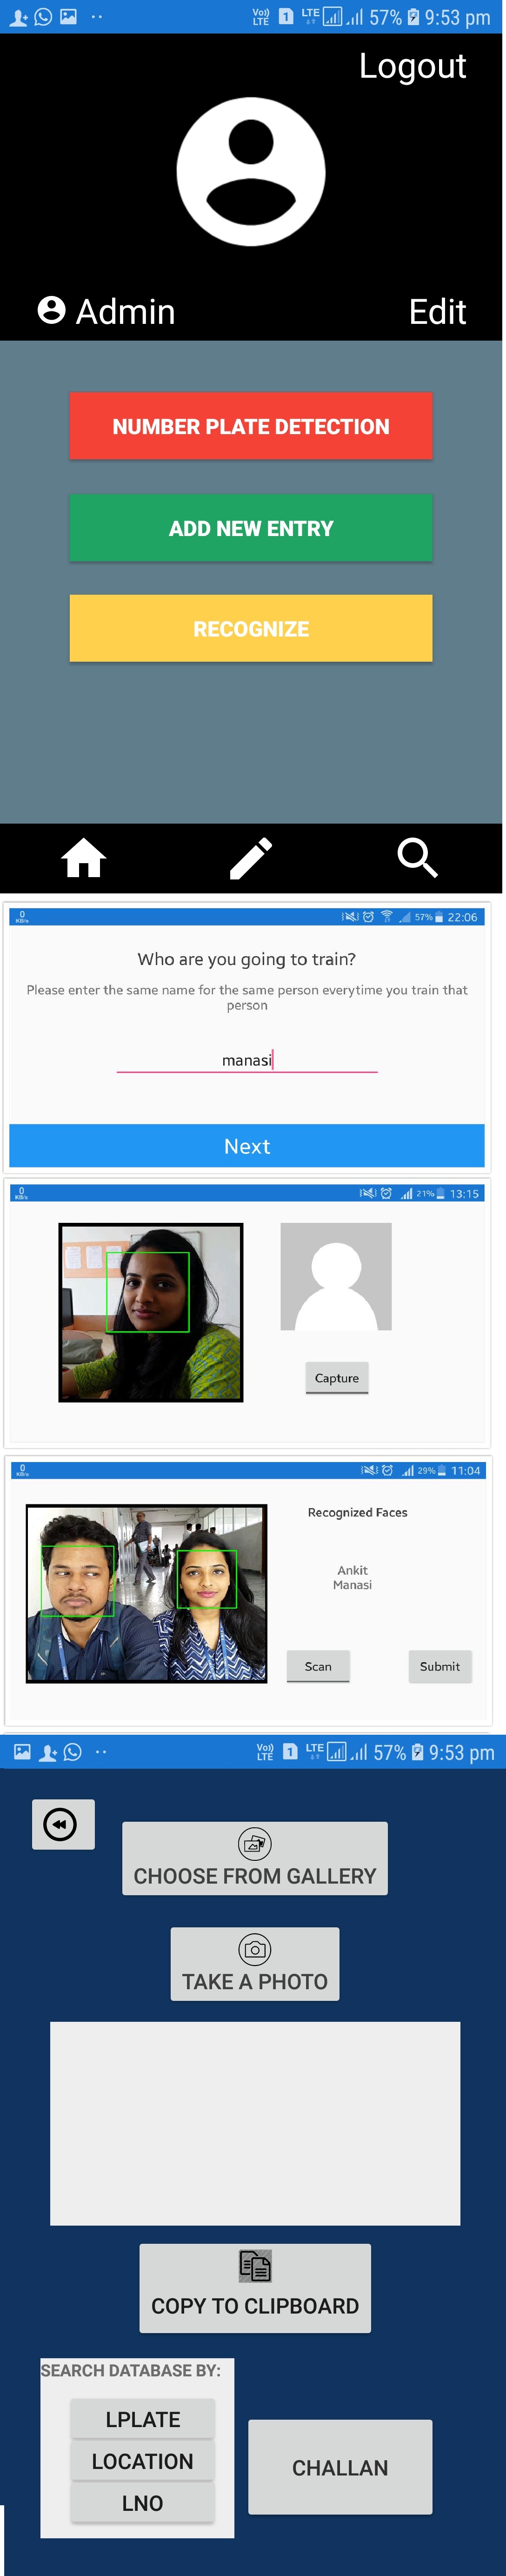 Vo)) LTE 1 LTE 57% 9:53 pm
Logout
Admin
Edit
NUMBER PLATE DETECTION
ADD NEW ENTRY
RECOGNIZE
0 KB/s 57% 22:06
Who are you going to train?
Please enter the same name for the same person everytime you train that
person
manasi
Next
0 KB/s 21% 13:15
Capture
0 KB/s 29% 11:04
Recognized Faces
Ankit
Manasi
Scan
Submit
Vo)) LTE 1 LTE 57% 9:53 pm
CHOOSE FROM GALLERY
TAKE A PHOTO
COPY TO CLIPBOARD
SEARCH DATABASE BY:
LPLATE
LOCATION
LNO
CHALLAN